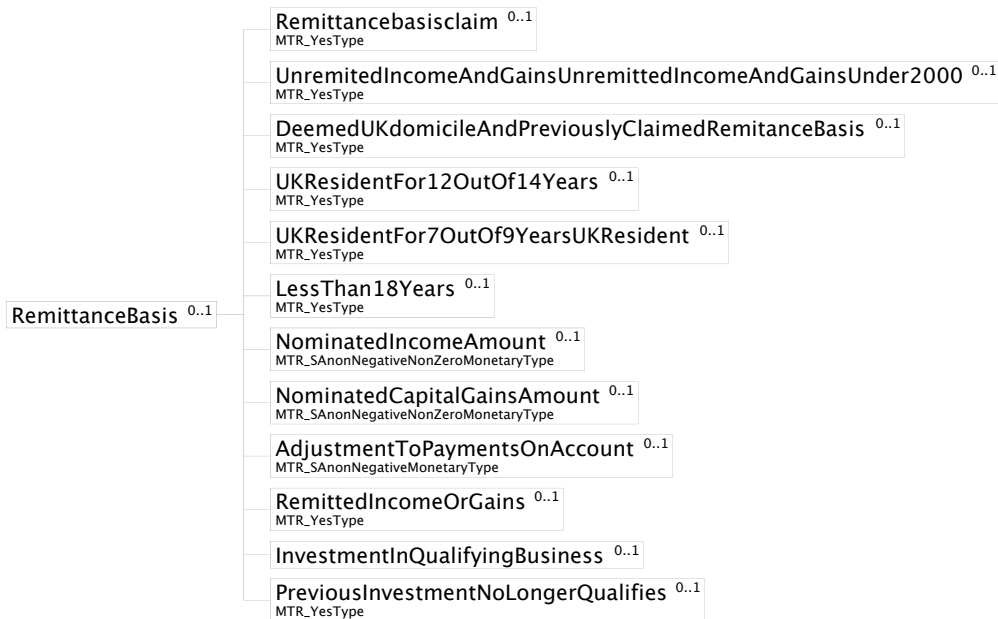 Remittancebasisclaim 0..1
MTR_YesType
UnremitedIncomeAndGainsUnremittedIncomeAndGainsUnder2000 0..1
MTR_YesType
DeemedUKdomicileAndPreviouslyClaimedRemitanceBasis 0..1
MTR_YesType
UKResidentFor12OutOf14Years 0..1
MTR_YesType
UKResidentFor7OutOf9YearsUKResident 0..1
MTR_YesType
LessThan18Years 0..1
MTR_YesType
RemittanceBasis 0..1
NominatedIncomeAmount 0..1
MTR_SAnonNegativeNonZeroMonetaryType
NominatedCapitalGainsAmount 0..1
MTR_SAnonNegativeNonZeroMonetaryType
AdjustmentToPaymentsOnAccount 0..1
MTR_SAnonNegativeMonetaryType
RemittedIncomeOrGains 0..1
MTR_YesType
InvestmentInQualifyingBusiness 0..1
PreviousInvestmentNoLongerQualifies 0..1
MTR_YesType